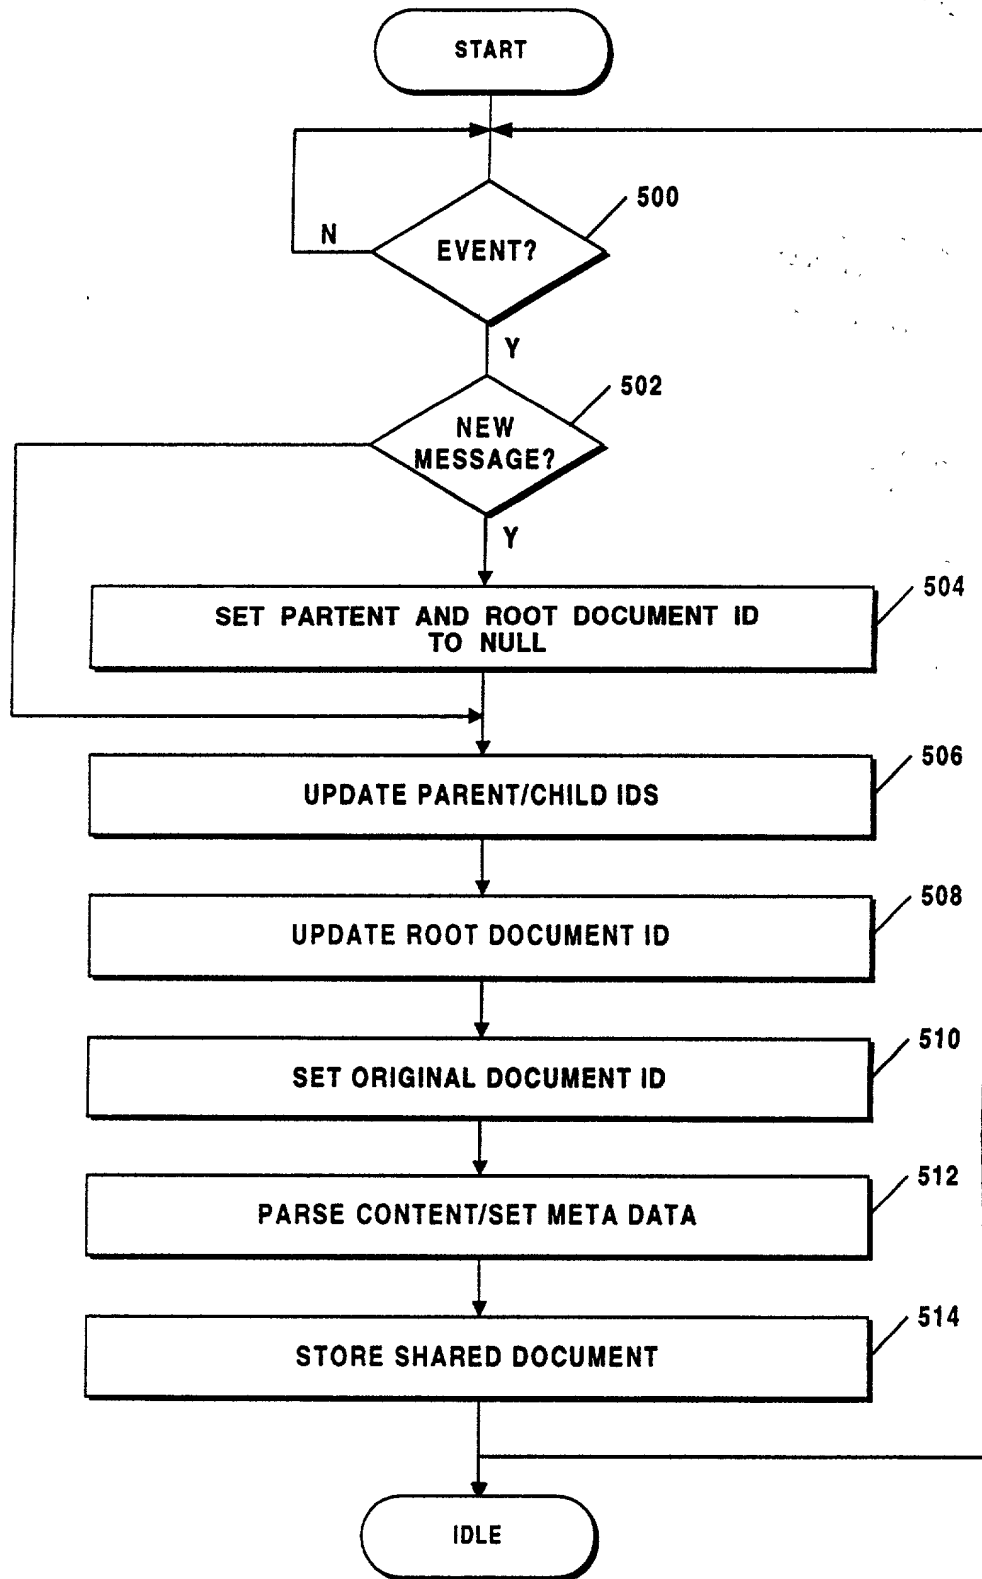 START
500
EVENT?
N
Y
502
NEW
MESSAGE?
Y
504
SET PARTENT AND ROOT DOCUMENT ID
TO NULL
506
UPDATE PARENT/CHILD IDS
508
UPDATE ROOT DOCUMENT ID
510
SET ORIGINAL DOCUMENT ID
512
PARSE CONTENT/SET META DATA
514
STORE SHARED DOCUMENT
IDLE